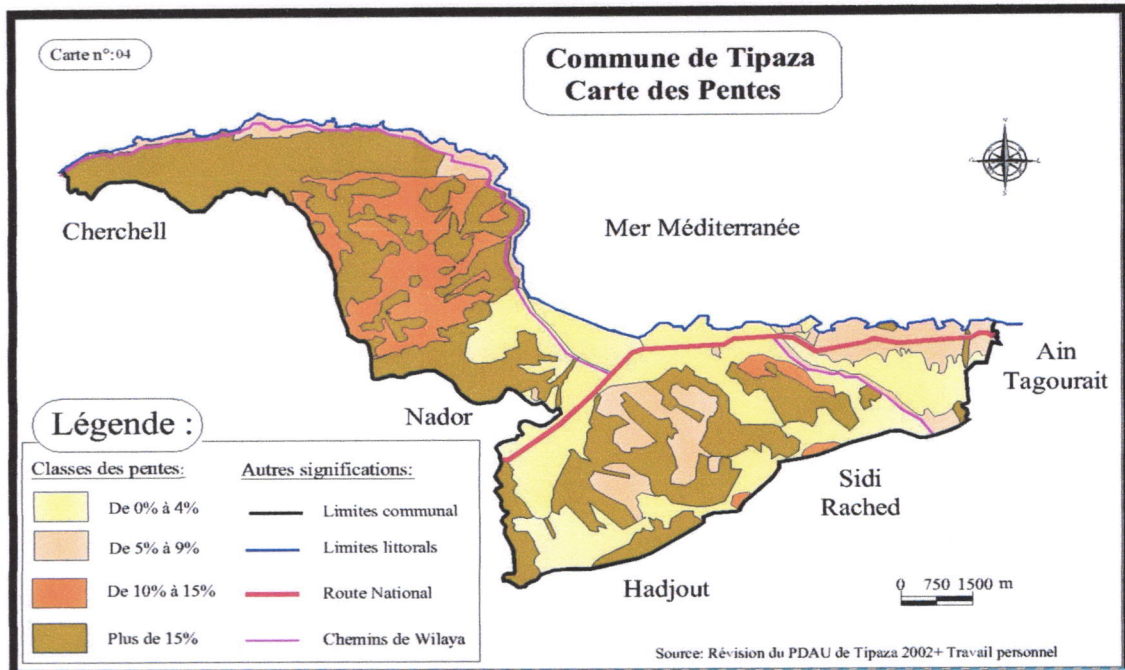 Carte n°:04
Commune de Tipaza
Carte des Pentes
Cherchell
Mer Méditerranée
Ain
Tagourait
Nador
Sidi
Rached
Hadjout
Légende :
Classes des pentes:
De 0% à 4%
De 5% à 9%
De 10% à 15%
Plus de 15%
Autres significations:
Limites communal
Limites littorals
Route National
Chemins de Wilaya
0 750 1500 m
Source: Révision du PDAU de Tipaza 2002+ Travail personnel